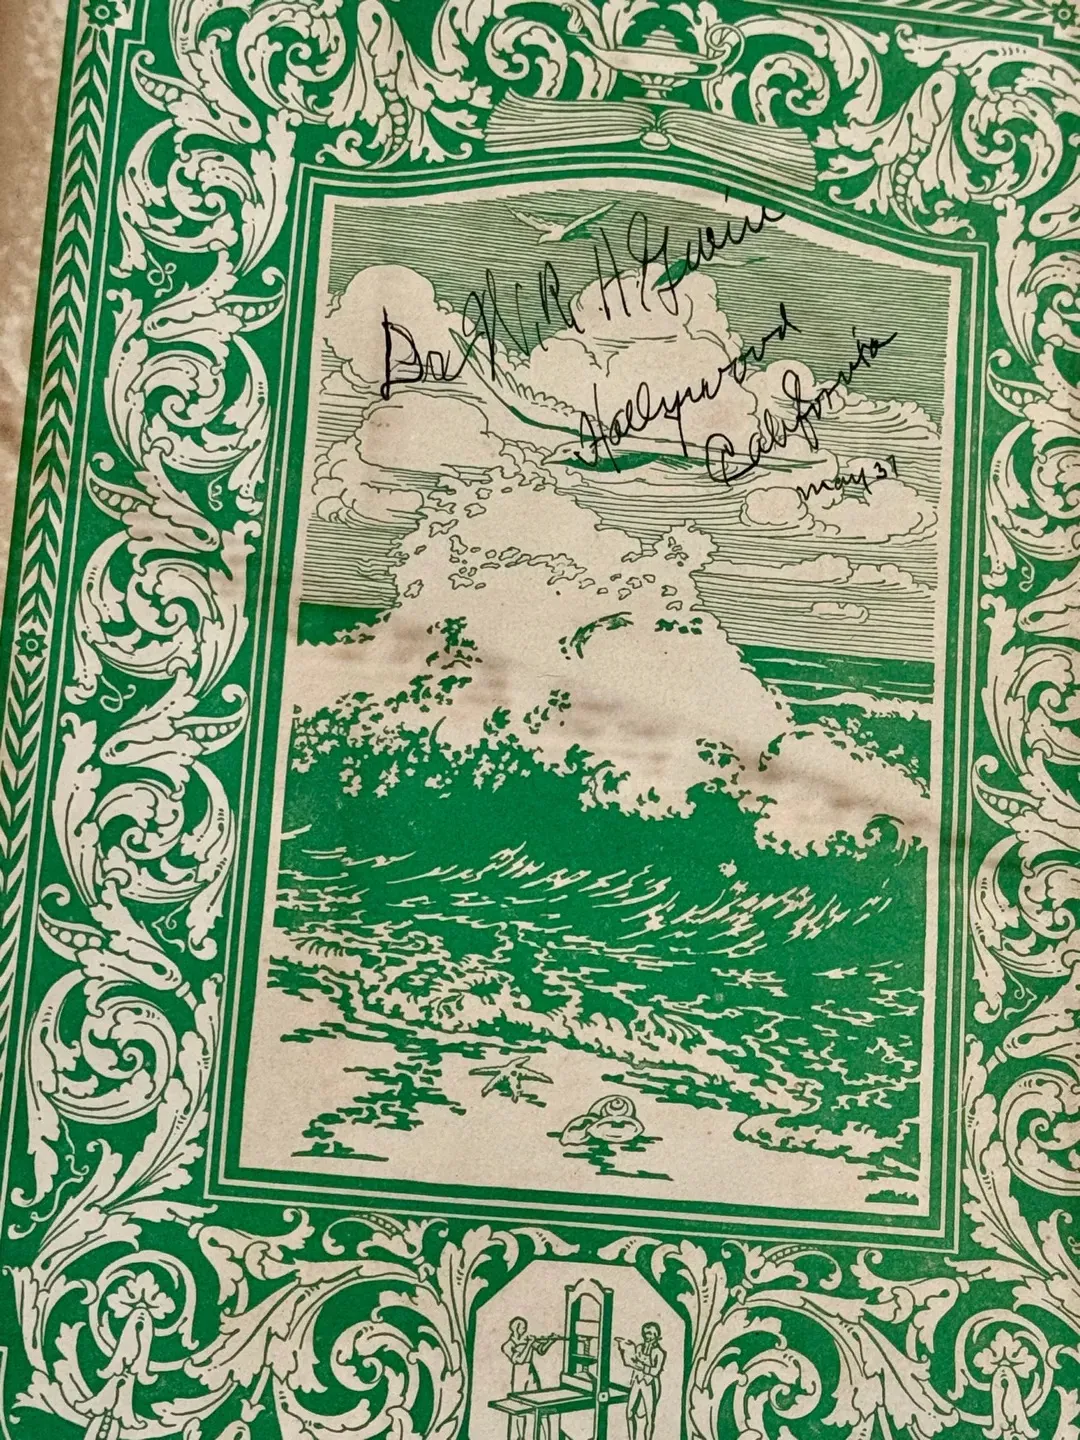 Dr W. R. H.
Hollywood
California
May 37